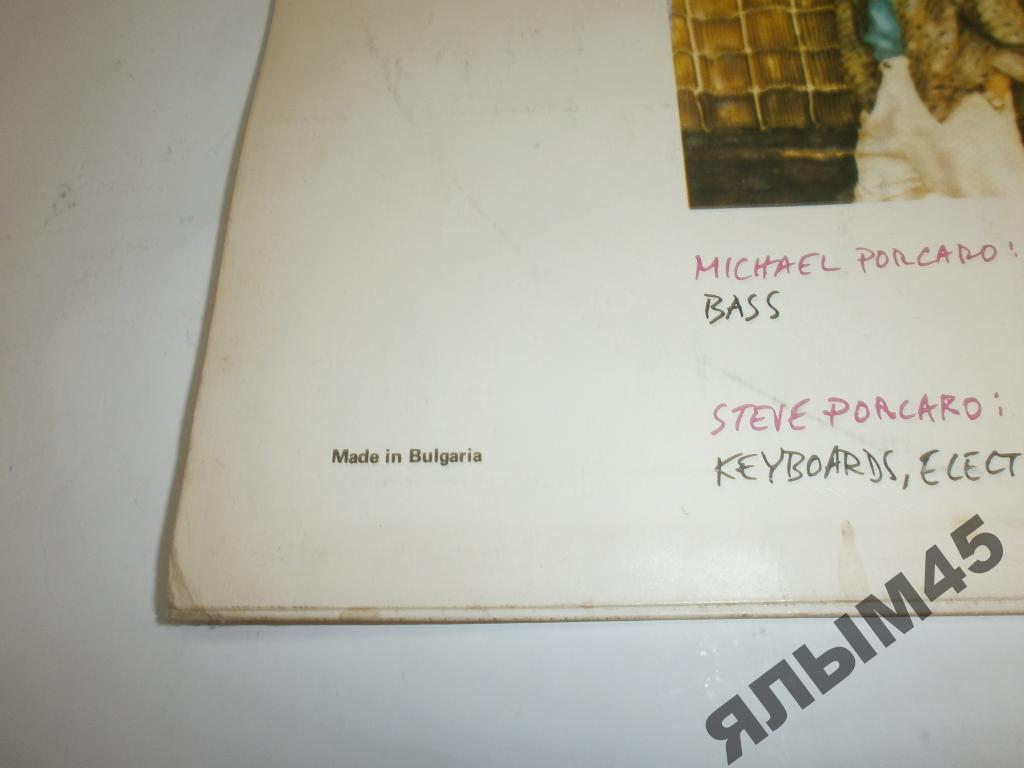 MICHAEL PORCARO:
BASS
STEVE PORCARO:
KEYBOARDS, ELECT
Made in Bulgaria
ЯЛЫМ45